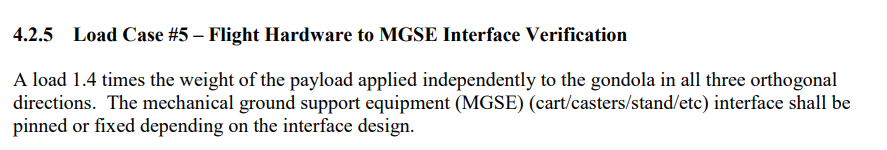 4.2.5 Load Case #5 – Flight Hardware to MGSE Interface Verification
A load 1.4 times the weight of the payload applied independently to the gondola in all three orthogonal
directions. The mechanical ground support equipment (MGSE) (cart/casters/stand/etc) interface shall be
pinned or fixed depending on the interface design.